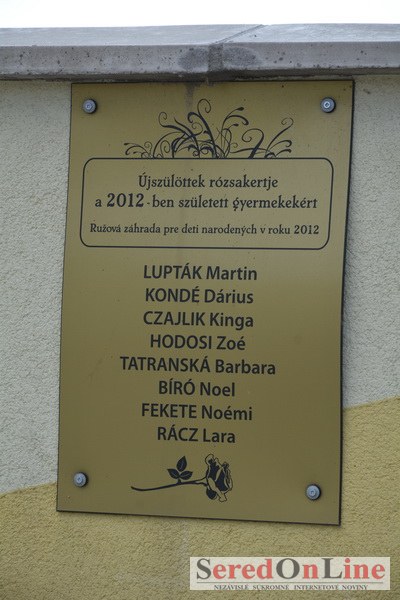 Újszülöttek rózsakertje
a 2012-ben született gyermekekért
Ružová záhrada pre deti narodených v roku 2012
LUPTÁK Martin
KONDÉ Dárius
CZAJLIK Kinga
HODOSI Zoé
TATRANSKÁ Barbara
BÍRÓ Noel
FEKETE Noémi
RÁCZ Lara
SeredOnLine
NEZÁVISLÉ SÚKROMNÉ INTERNETOVÉ NOVINY